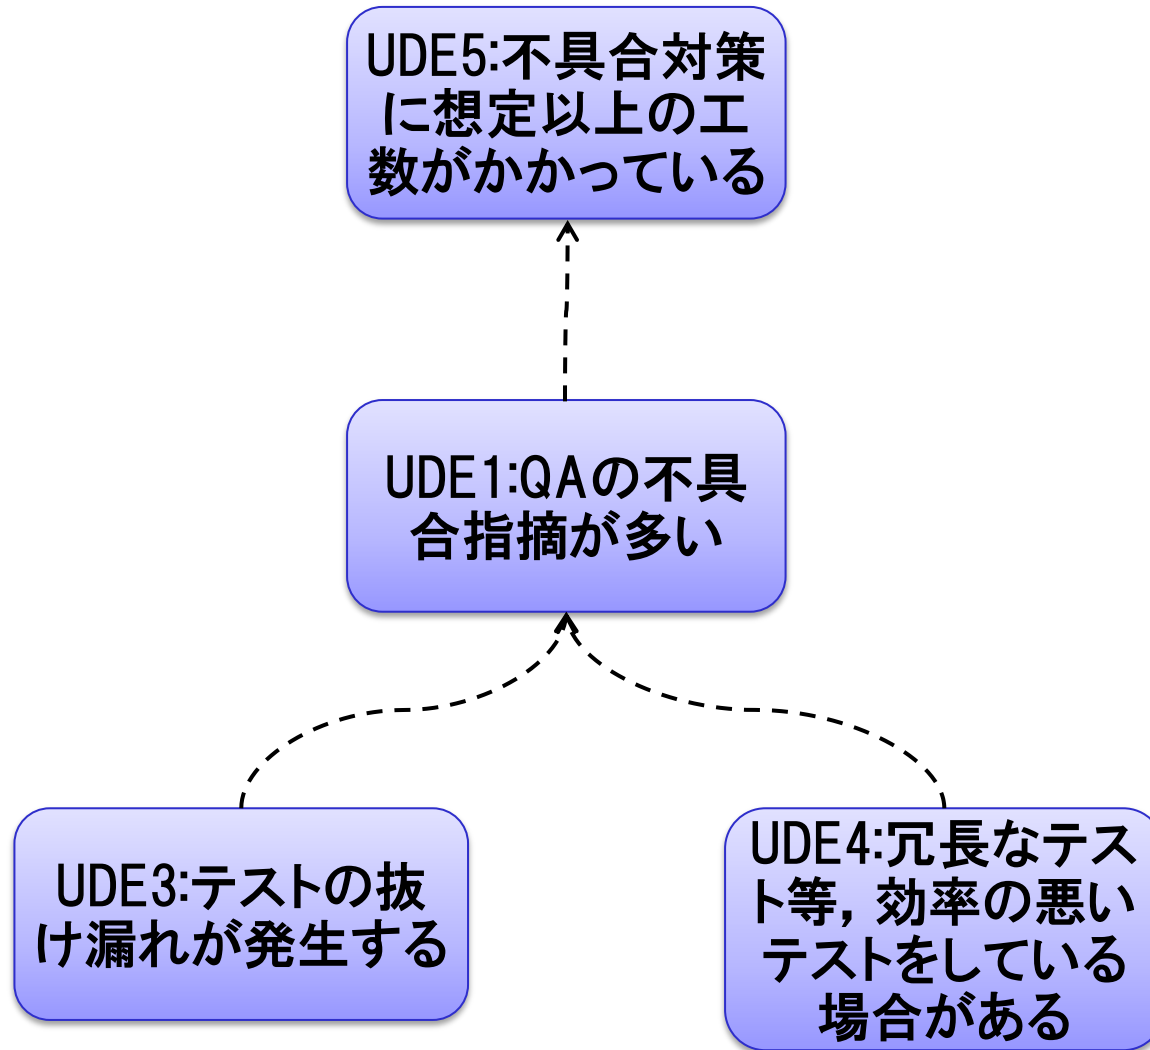 UDE5:不具合対策
に想定以上の工
数がかかっている
UDE1:QAの不具
合指摘が多い
UDE3:テストの抜
け漏れが発生する
UDE4:冗長なテス
ト等，効率の悪い
テストをしている
場合がある